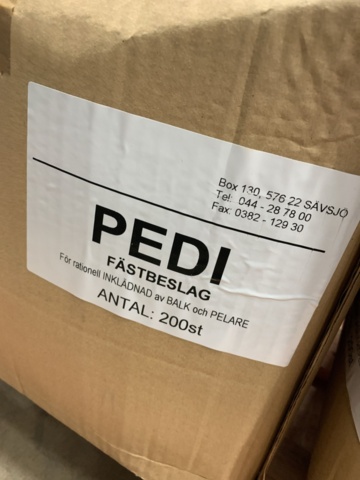 Box 130, 576 22 SÄVSJÖ
Tel: 044 - 28 78 00
Fax: 0382 - 129 30
PEDI
FÄSTBESLAG
För rationell INKLÄDNAD av BALK och PELARE
ANTAL: 200st